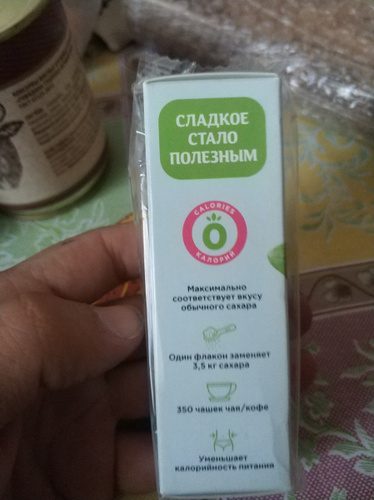 СЛАДКОЕ
СТАЛО
ПОЛЕЗНЫМ
CALORIES
0
КАЛОРИЙ
Максимально
соответствует вкусу
обычного сахара
Один флакон заменяет
3,5 кг сахара
350 чашек чая/кофе
Уменьшает
калорийность питания